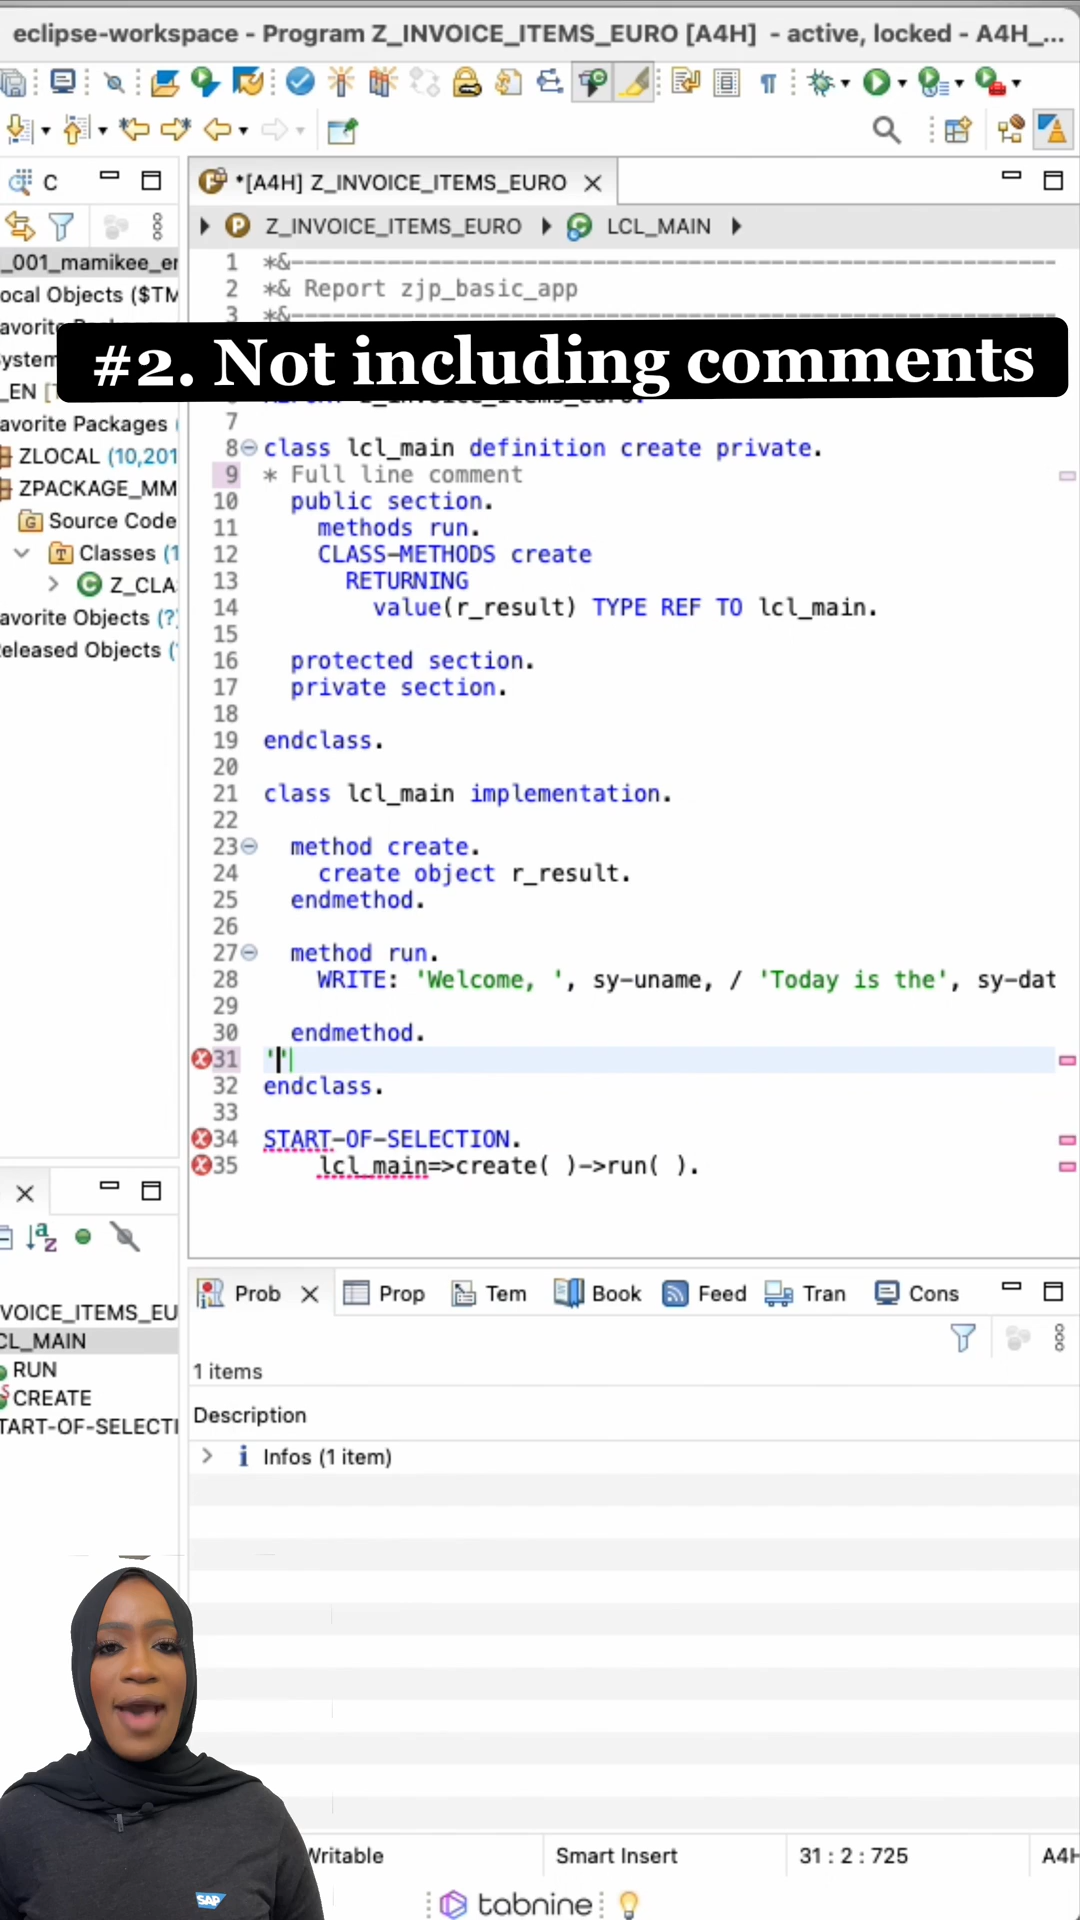 eclipse-workspace - Program Z_INVOICE_ITEMS_EURO [A4H] - active, locked - A4H_...
C
*[A4H] Z_INVOICE_ITEMS_EURO
Z_INVOICE_ITEMS_EURO
LCL_MAIN
_001_mamikee_en
ocal Objects ($TM
avorite Pack
ystem
_EN [
avorite Packages
ZLOCAL (10,201
ZPACKAGE_MM
Source Code
Classes (1
Z_CLA
avorite Objects (?
eleased Objects (
1 *&----------------------------------------------------------
2 *& Report zjp_basic_app
3 *&----------------------------------------------------------
#2. Not including comments
7
8 class lcl_main definition create private.
9 * Full line comment
10 public section.
11 methods run.
12 CLASS-METHODS create
13 RETURNING
14 value(r_result) TYPE REF TO lcl_main.
15
16 protected section.
17 private section.
18
19 endclass.
20
21 class lcl_main implementation.
22
23 method create.
24 create object r_result.
25 endmethod.
26
27 method run.
28 WRITE: 'Welcome, ', sy-uname, / 'Today is the', sy-dat
29
30 endmethod.
31 ''
32 endclass.
33
34 START-OF-SELECTION.
35 lcl_main=>create( )->run( ).
VOICE_ITEMS_EU
CL_MAIN
RUN
CREATE
TART-OF-SELECTI
Prob
Prop
Tem
Book
Feed
Tran
Cons
1 items
Description
Infos (1 item)
SAP
Writable
Smart Insert
31 : 2 : 725
A4H
tabnine